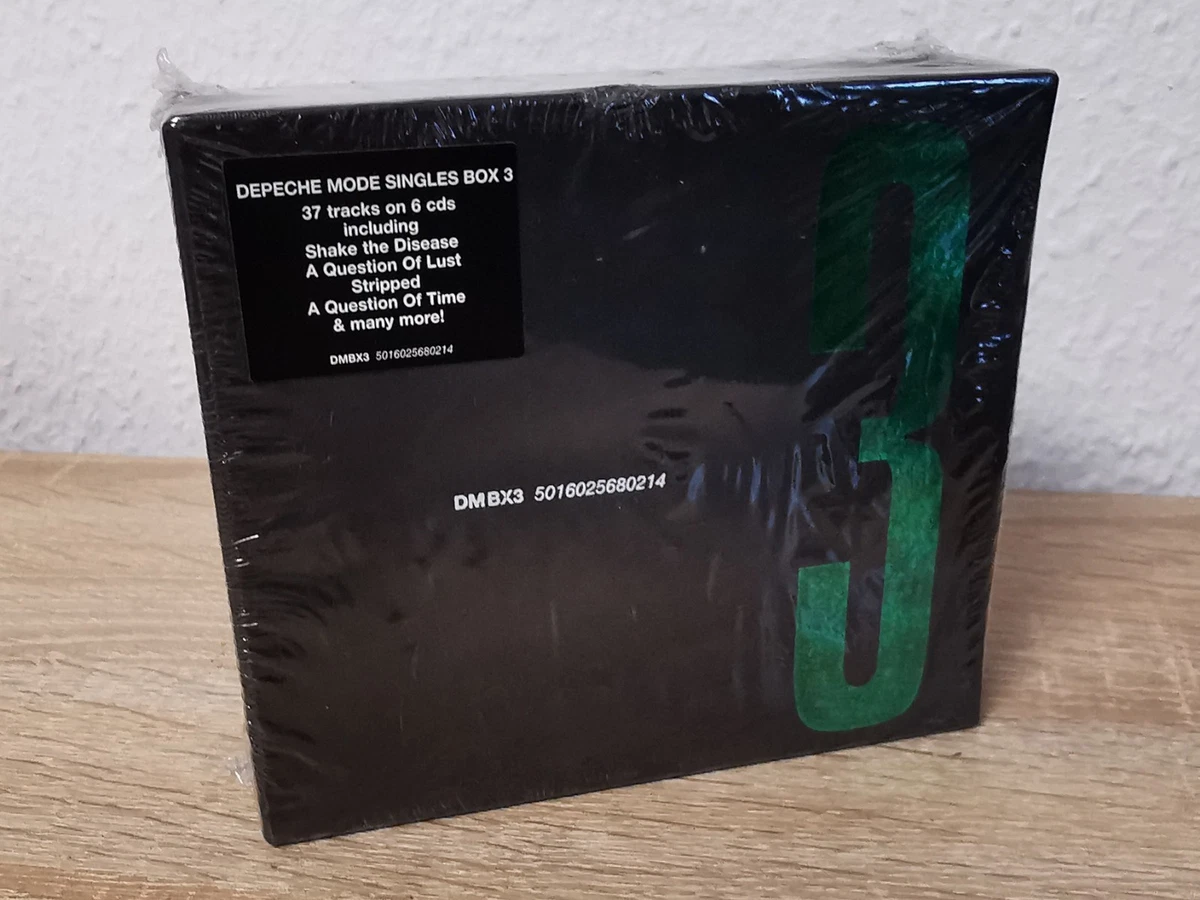 DEPECHE MODE SINGLES BOX 3
37 tracks on 6 cds
including
Shake the Disease
A Question Of Lust
Stripped
A Question Of Time
& many more!
DMBX3 5016025680214
DMBX3 5016025680214
3